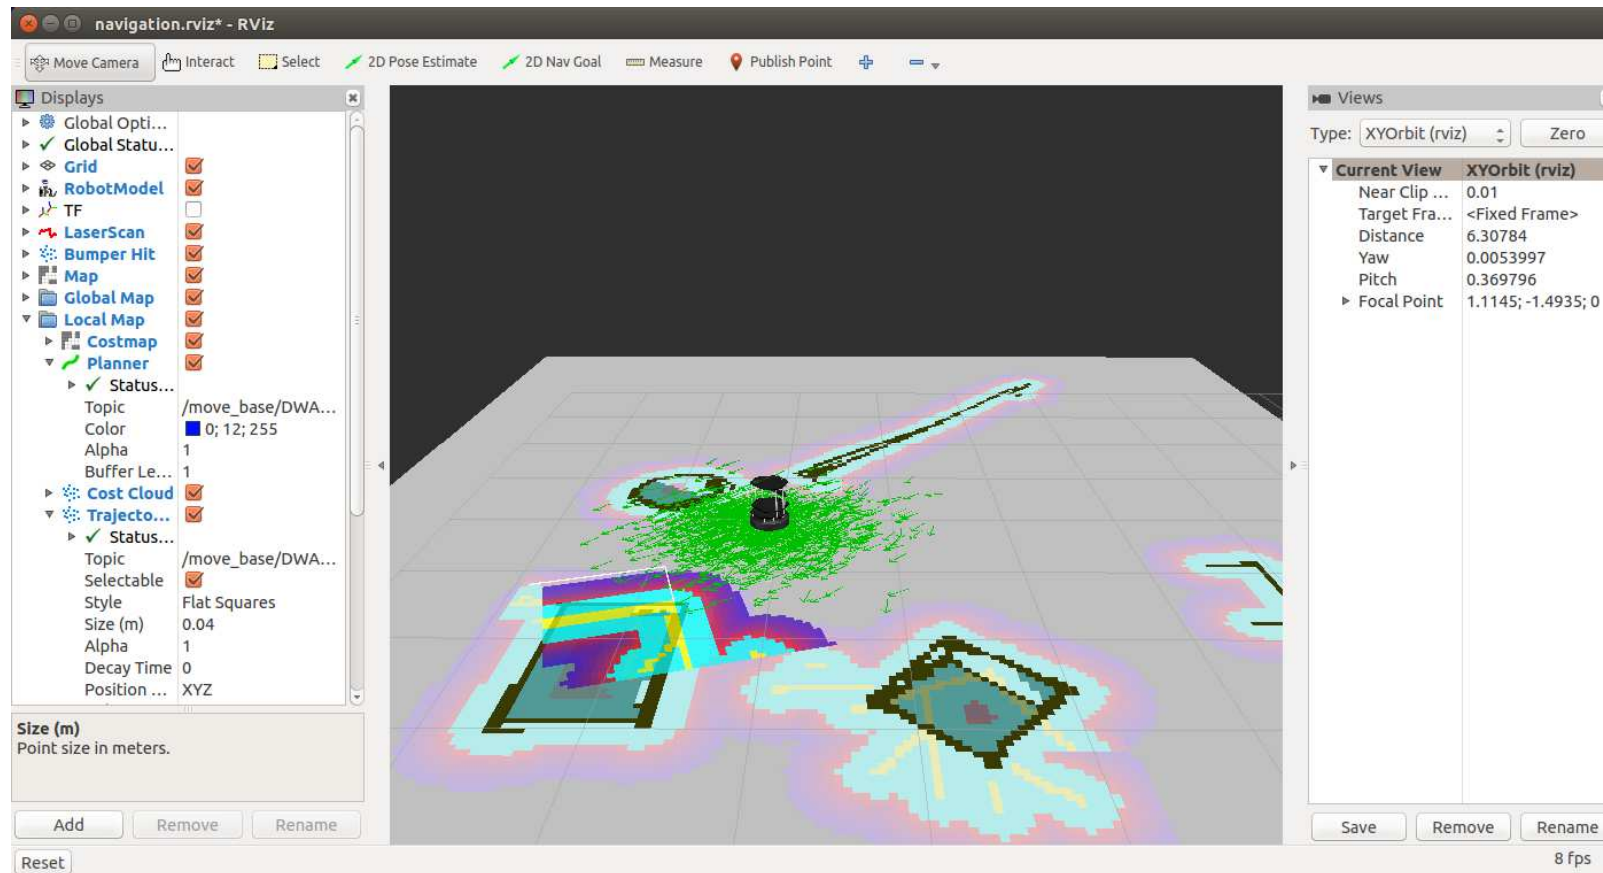 navigation.rviz* - RViz
Move Camera Interact Select 2D Pose Estimate 2D Nav Goal Measure Publish Point
Displays
Global Opti...
Global Statu...
Grid
RobotModel
TF
LaserScan
Bumper Hit
Map
Global Map
Local Map
Costmap
Planner
Status...
Topic /move_base/DWA...
Color 0; 12; 255
Alpha 1
Buffer Le... 1
Cost Cloud
Trajecto...
Status...
Topic /move_base/DWA...
Selectable
Style Flat Squares
Size (m) 0.04
Alpha 1
Decay Time 0
Position ... XYZ
Size (m)
Point size in meters.
Add Remove Rename
Reset
Views
Type: XYOrbit (rviz) Zero
Current View XYOrbit (rviz)
Near Clip ... 0.01
Target Fra... <Fixed Frame>
Distance 6.30784
Yaw 0.0053997
Pitch 0.369796
Focal Point 1.1145; -1.4935; 0
Save Remove Rename
8 fps